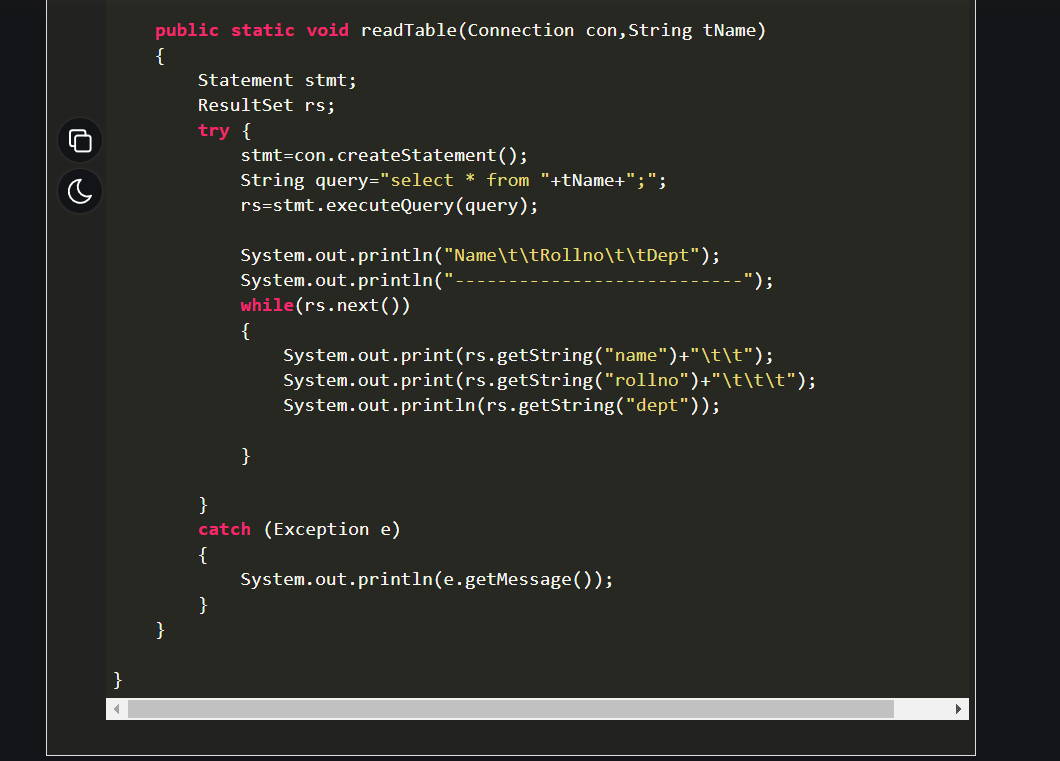 public static void readTable(Connection con,String tName)
{
Statement stmt;
ResultSet rs;
try {
stmt=con.createStatement();
String query="select * from "+tName+";";
rs=stmt.executeQuery(query);
System.out.println("Name\t\tRollno\t\tDept");
System.out.println("---------------------------");
while(rs.next())
{
System.out.print(rs.getString("name")+"\t\t");
System.out.print(rs.getString("rollno")+"\t\t\t");
System.out.println(rs.getString("dept"));
}
}
catch (Exception e)
{
System.out.println(e.getMessage());
}
}
}